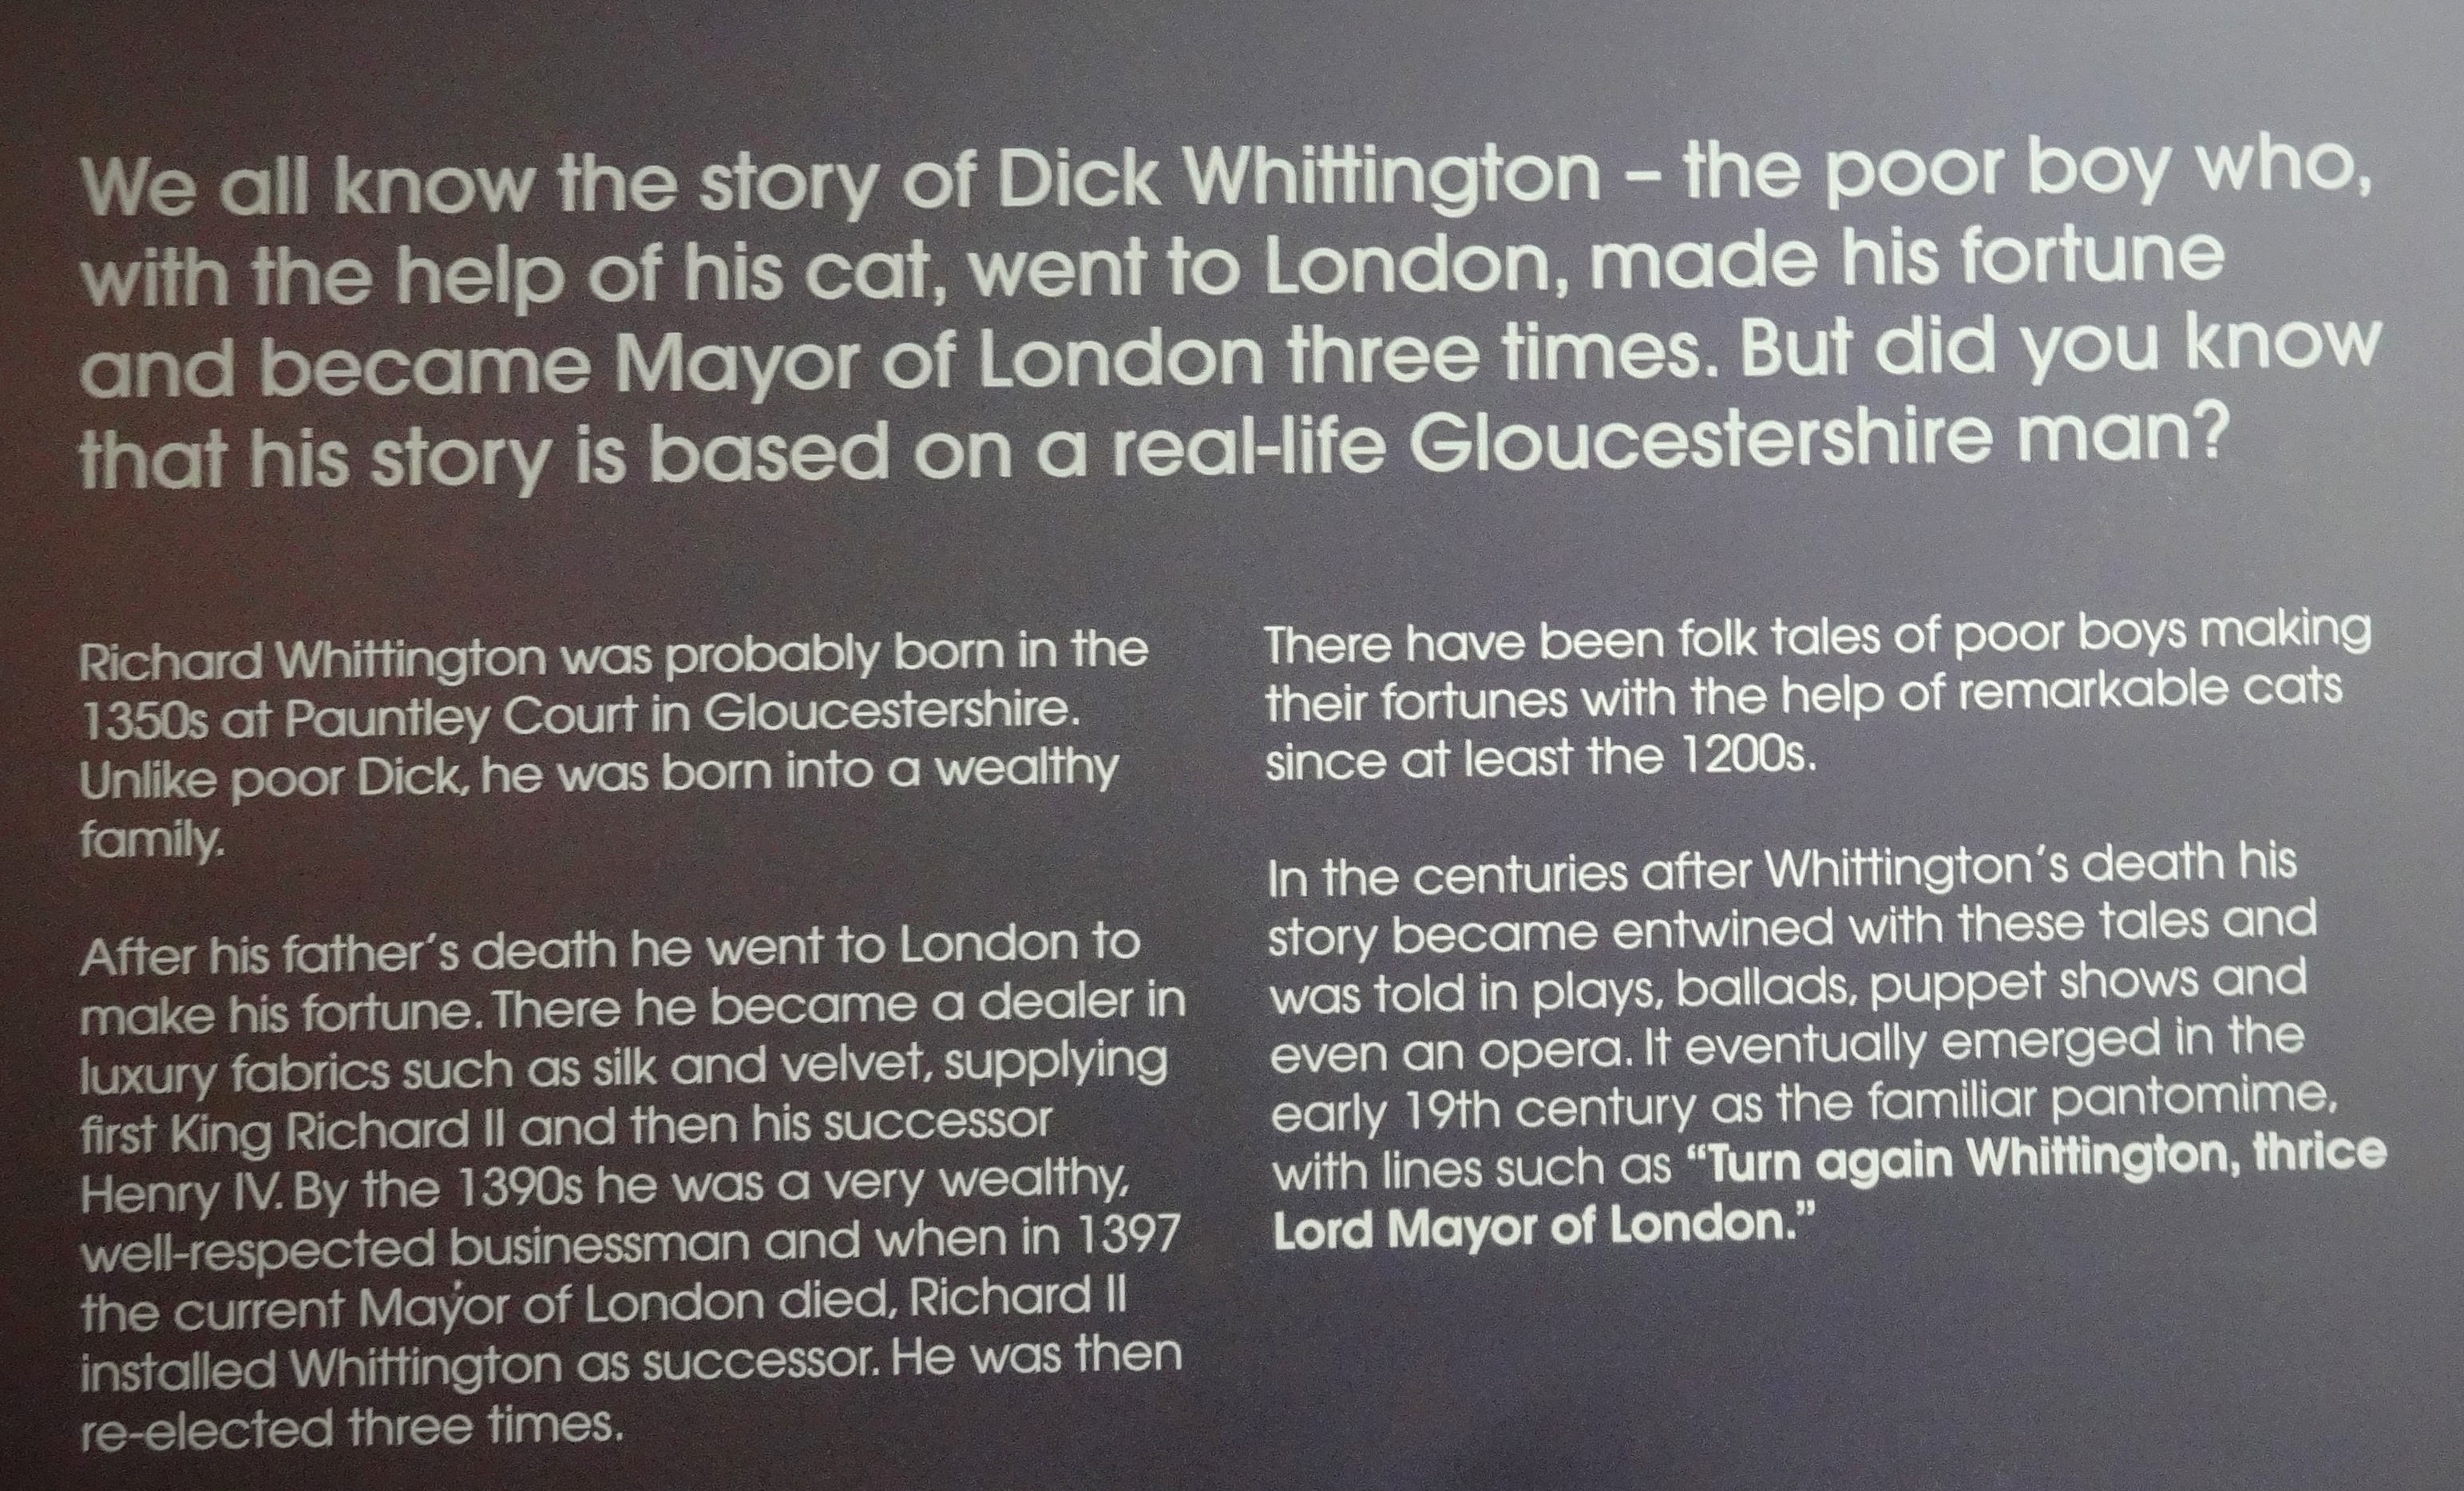 We all know the story of Dick Whittington – the poor boy who,
with the help of his cat, went to London, made his fortune
and became Mayor of London three times. But did you know
that his story is based on a real-life Gloucestershire man?
Richard Whittington was probably born in the
1350s at Pauntley Court in Gloucestershire.
Unlike poor Dick, he was born into a wealthy
family.
After his father's death he went to London to
make his fortune. There he became a dealer in
luxury fabrics such as silk and velvet, supplying
first King Richard II and then his successor
Henry IV. By the 1390s he was a very wealthy,
well-respected businessman and when in 1397
the current Mayor of London died, Richard II
installed Whittington as successor. He was then
re-elected three times.
There have been folk tales of poor boys making
their fortunes with the help of remarkable cats
since at least the 1200s.
In the centuries after Whittington's death his
story became entwined with these tales and
was told in plays, ballads, puppet shows and
even an opera. It eventually emerged in the
early 19th century as the familiar pantomime,
with lines such as “Turn again Whittington, thrice
Lord Mayor of London.”